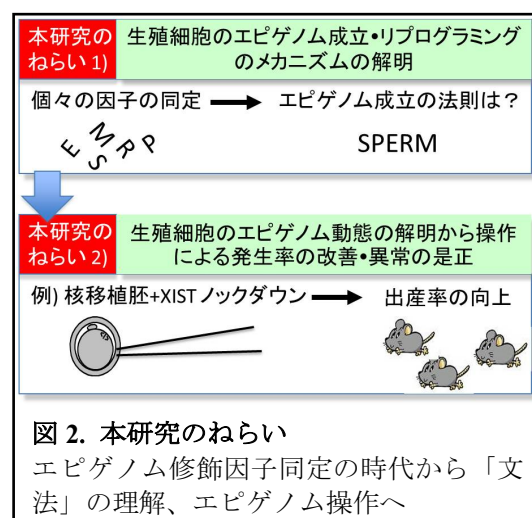 本研究の
ねらい 1)
生殖細胞のエピゲノム成立•リプログラミング
のメカニズムの解明
個々の因子の同定
エピゲノム成立の法則は?
E M S R P
SPERM
本研究の
ねらい 2)
生殖細胞のエピゲノム動態の解明から操作
による発生率の改善•異常の是正
例) 核移植胚+XISTノックダウン
出産率の向上
図 2. 本研究のねらい
エピゲノム修飾因子同定の時代から「文
法」の理解、エピゲノム操作へ